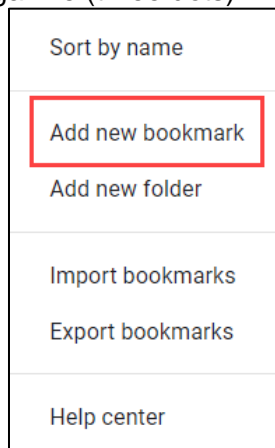 Sort by name
Add new bookmark
Add new folder
Import bookmarks
Export bookmarks
Help center